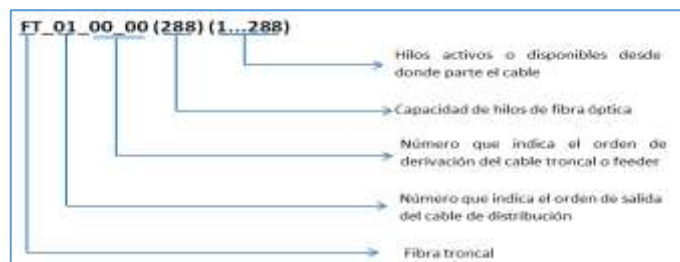 FT_01_00_00 (288) (1...288)
Hilos activos o disponibles desde
donde parte el cable
Capacidad de hilos de fibra óptica
Número que indica el orden de
derivación del cable troncal o feeder
Número que indica el orden de salida
del cable de distribución
Fibra troncal